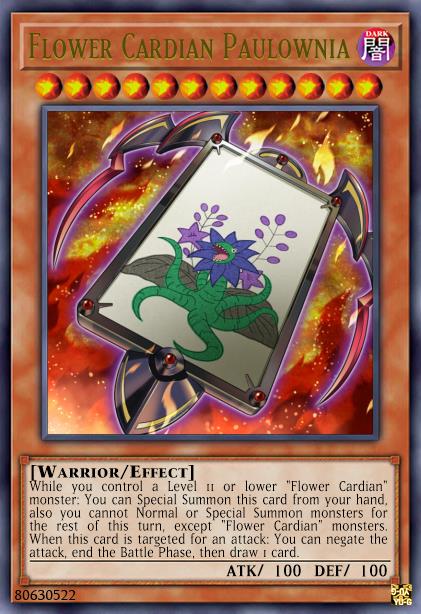 FLOWER CARDIAN PAULOWNIA
DARK
闇
[WARRIOR/EFFECT]
While you control a Level 11 or lower "Flower Cardian"
monster: You can Special Summon this card from your hand,
also you cannot Normal or Special Summon monsters for
the rest of this turn, except "Flower Cardian" monsters.
When this card is targeted for an attack: You can negate the
attack, end the Battle Phase, then draw 1 card.
ATK/ 100 DEF/ 100
80630522